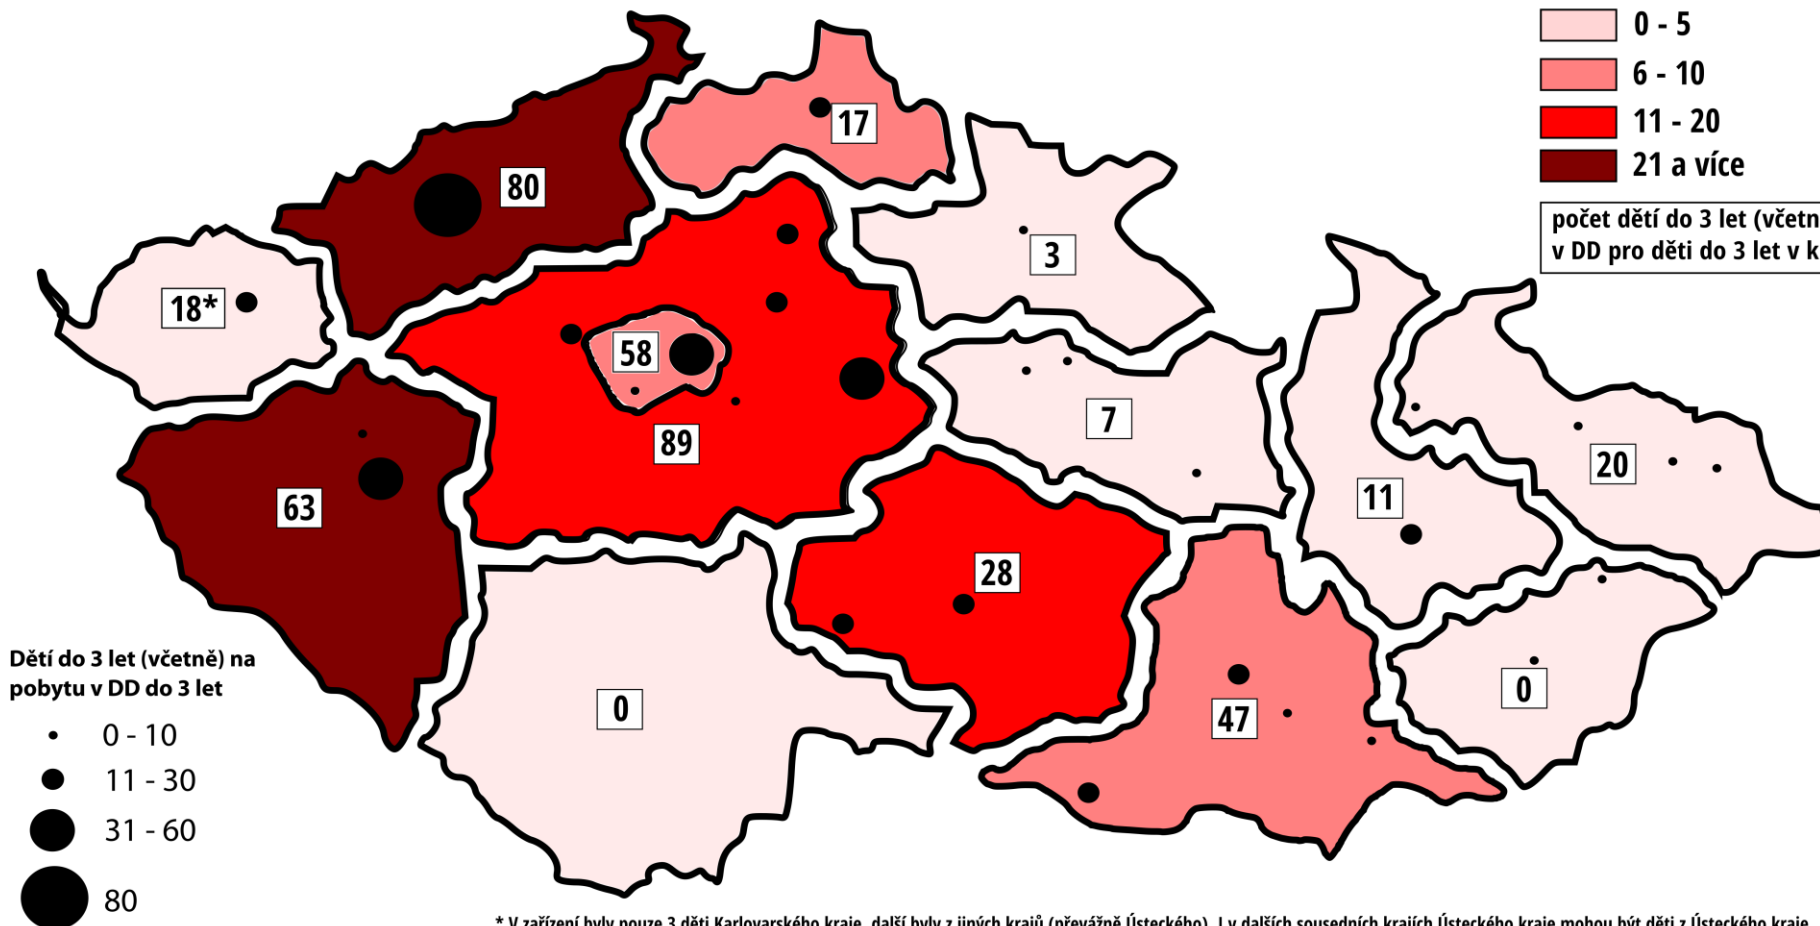 0 - 5
6 - 10
11 - 20
21 a více
počet dětí do 3 let
v DD pro děti do 3 let v
17
80
3
18*
58
7
89
20
63
11
28
0
0
47
Dětí do 3 let (včetně) na
pobytu v DD do 3 let
0 - 10
11 - 30
31 - 60
80
* V zařízení byly pouze 3 děti Karlovarského kraje, další byly z jiných krajů (převážně Ústeckého). I v dalších sousedních krajích Ústeckého kraje mohou být děti z Ústeckého kraje